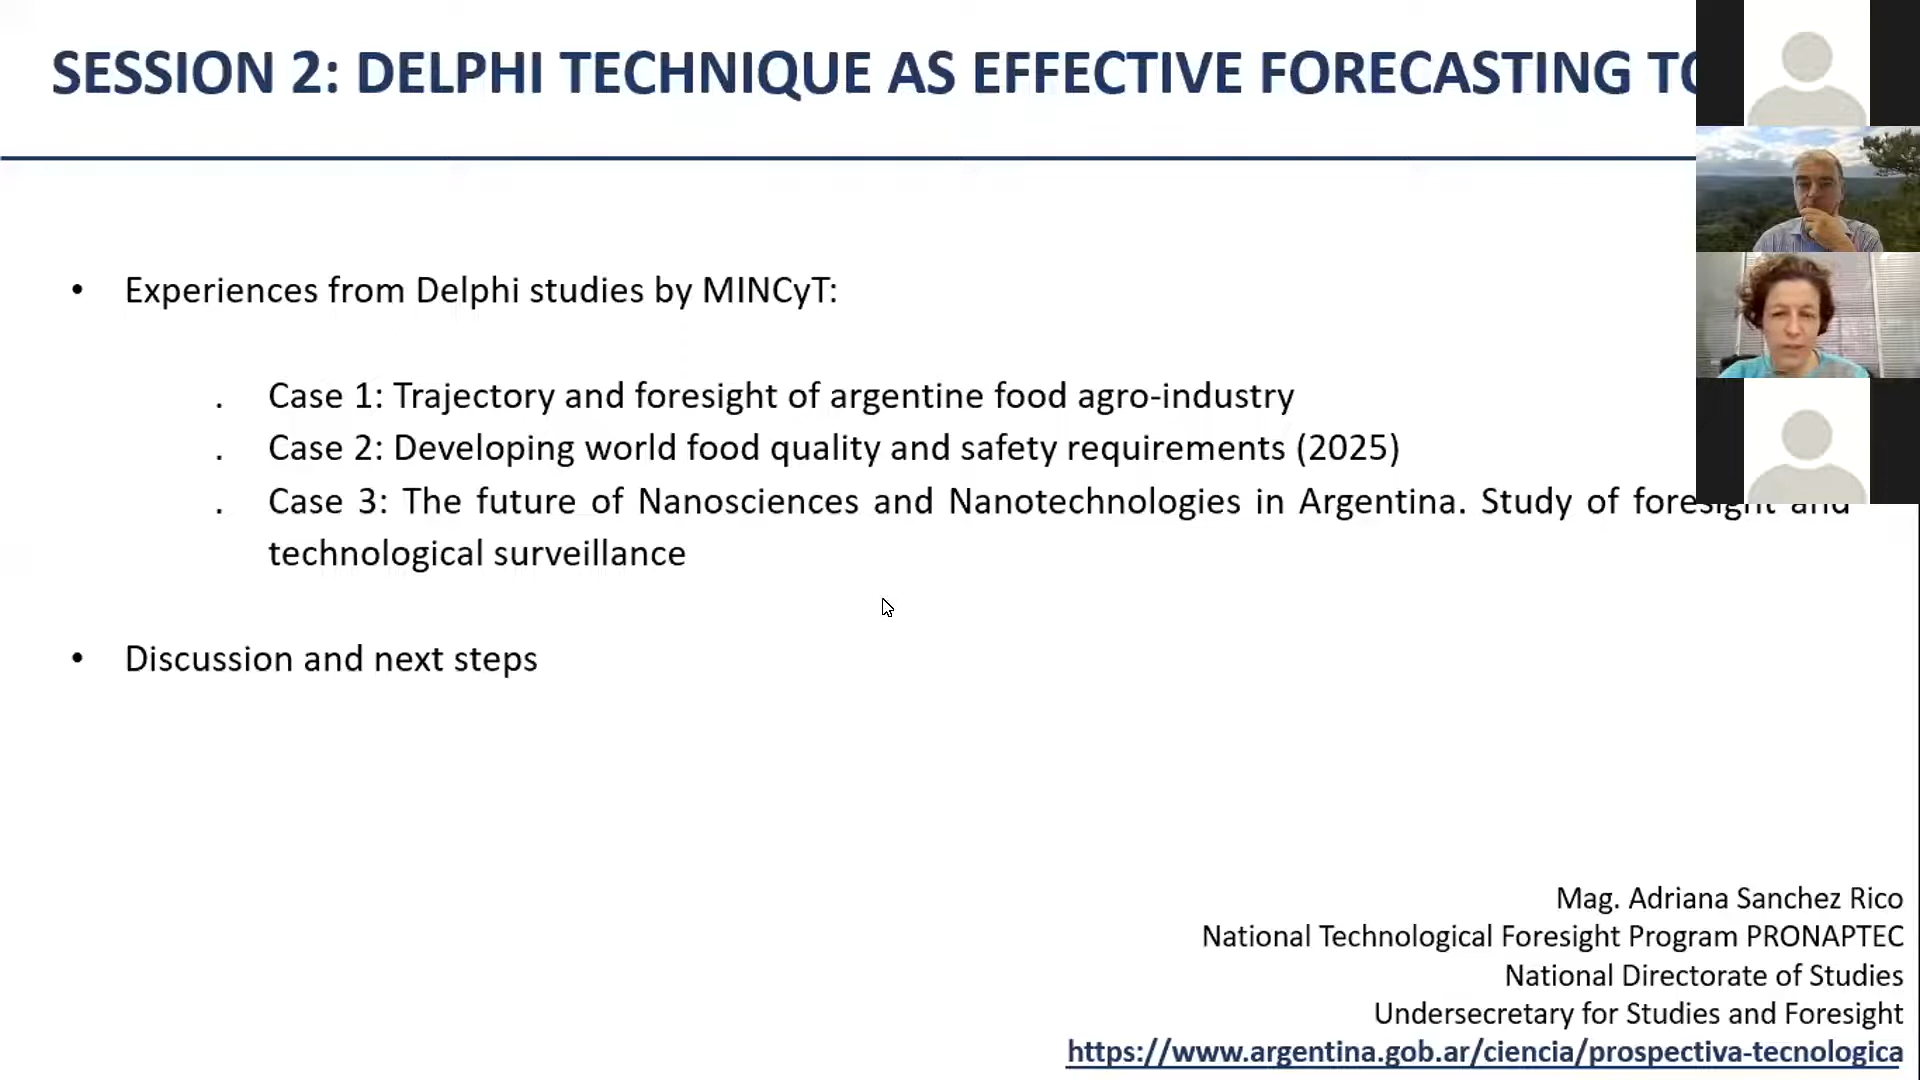 SESSION 2: DELPHI TECHNIQUE AS EFFECTIVE FORECASTING
• Experiences from Delphi studies by MINCyT:
. Case 1: Trajectory and foresight of argentine food agro-industry
. Case 2: Developing world food quality and safety requirements (2025)
. Case 3: The future of Nanosciences and Nanotechnologies in Argentina. Study of foresight and
technological surveillance
• Discussion and next steps
Mag. Adriana Sanchez Rico
National Technological Foresight Program PRONAPTEC
National Directorate of Studies
Undersecretary for Studies and Foresight
https://www.argentina.gob.ar/ciencia/prospectiva-tecnologica